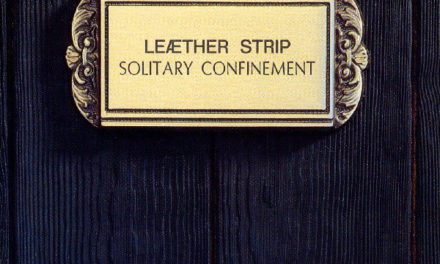 LEÆTHER STRIP
SOLITARY CONFINEMENT